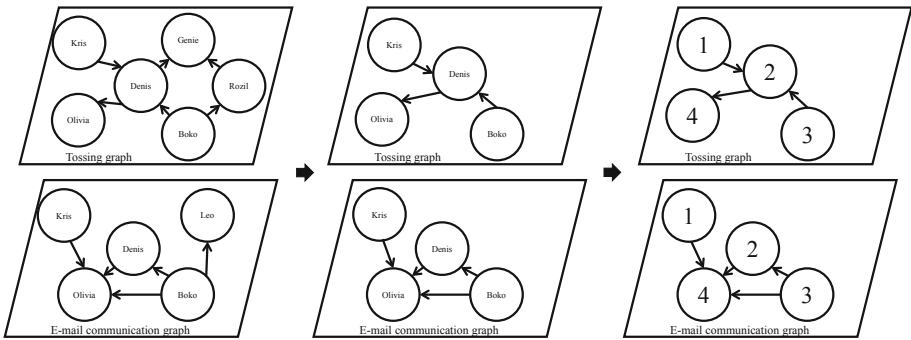 Kris
Genie
Denis
Rozil
Olivia
Boko
Tossing graph
Kris
Denis
Olivia
Boko
Tossing graph
1
2
4
3
Tossing graph
Kris
Leo
Denis
Olivia
Boko
E-mail communication graph
Kris
Denis
Olivia
Boko
E-mail communication graph
1
2
4
3
E-mail communication graph